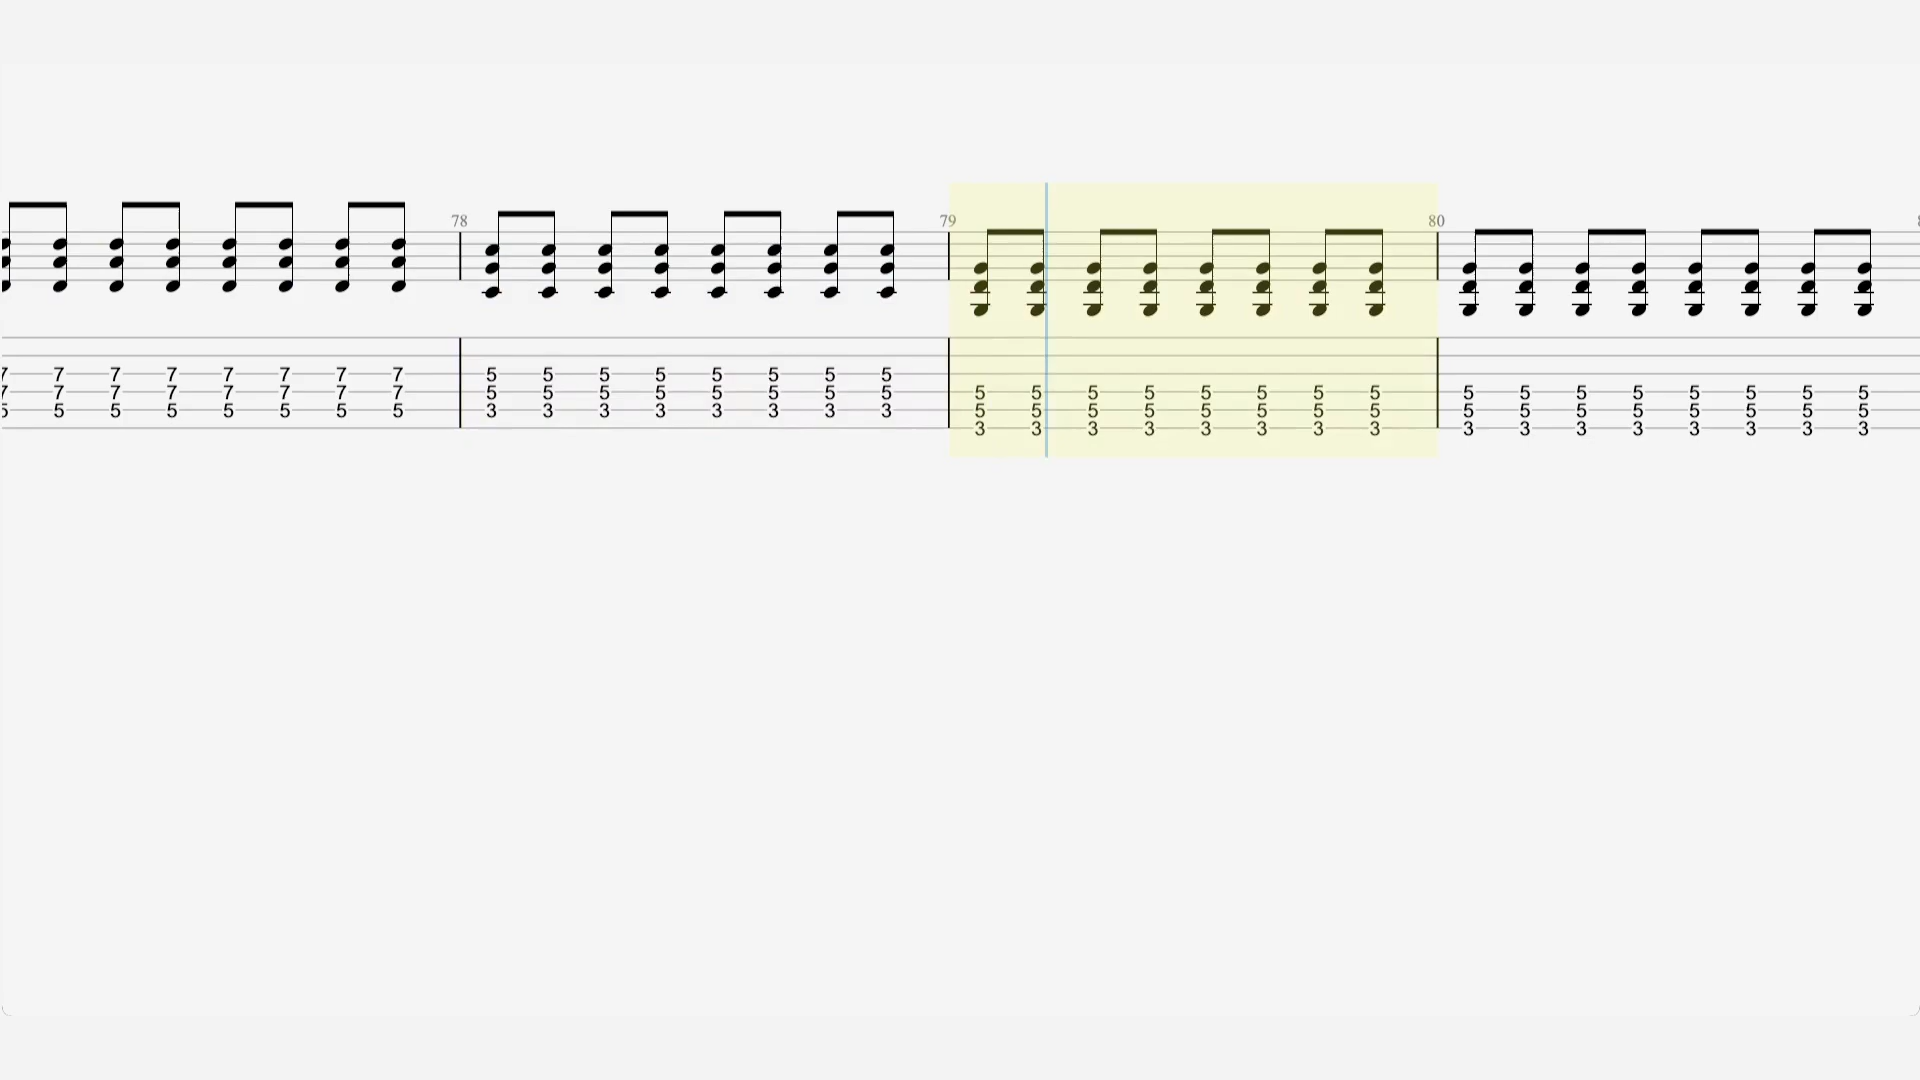 78 79 80
7 7 7 7 7 7 7 5 5 5 5 5 5 5 5
7 7 7 7 7 7 7 5 5 5 5 5 5 5 5 5 5 5 5 5 5 5 5 5 5 5 5 5 5 5 5
5 5 5 5 5 5 5 5 3 3 3 3 3 3 3 3 5 5 5 5 5 5 5 5 5 5 5 5 5 5 5 5
3 3 3 3 3 3 3 3 3 3 3 3 3 3 3 3